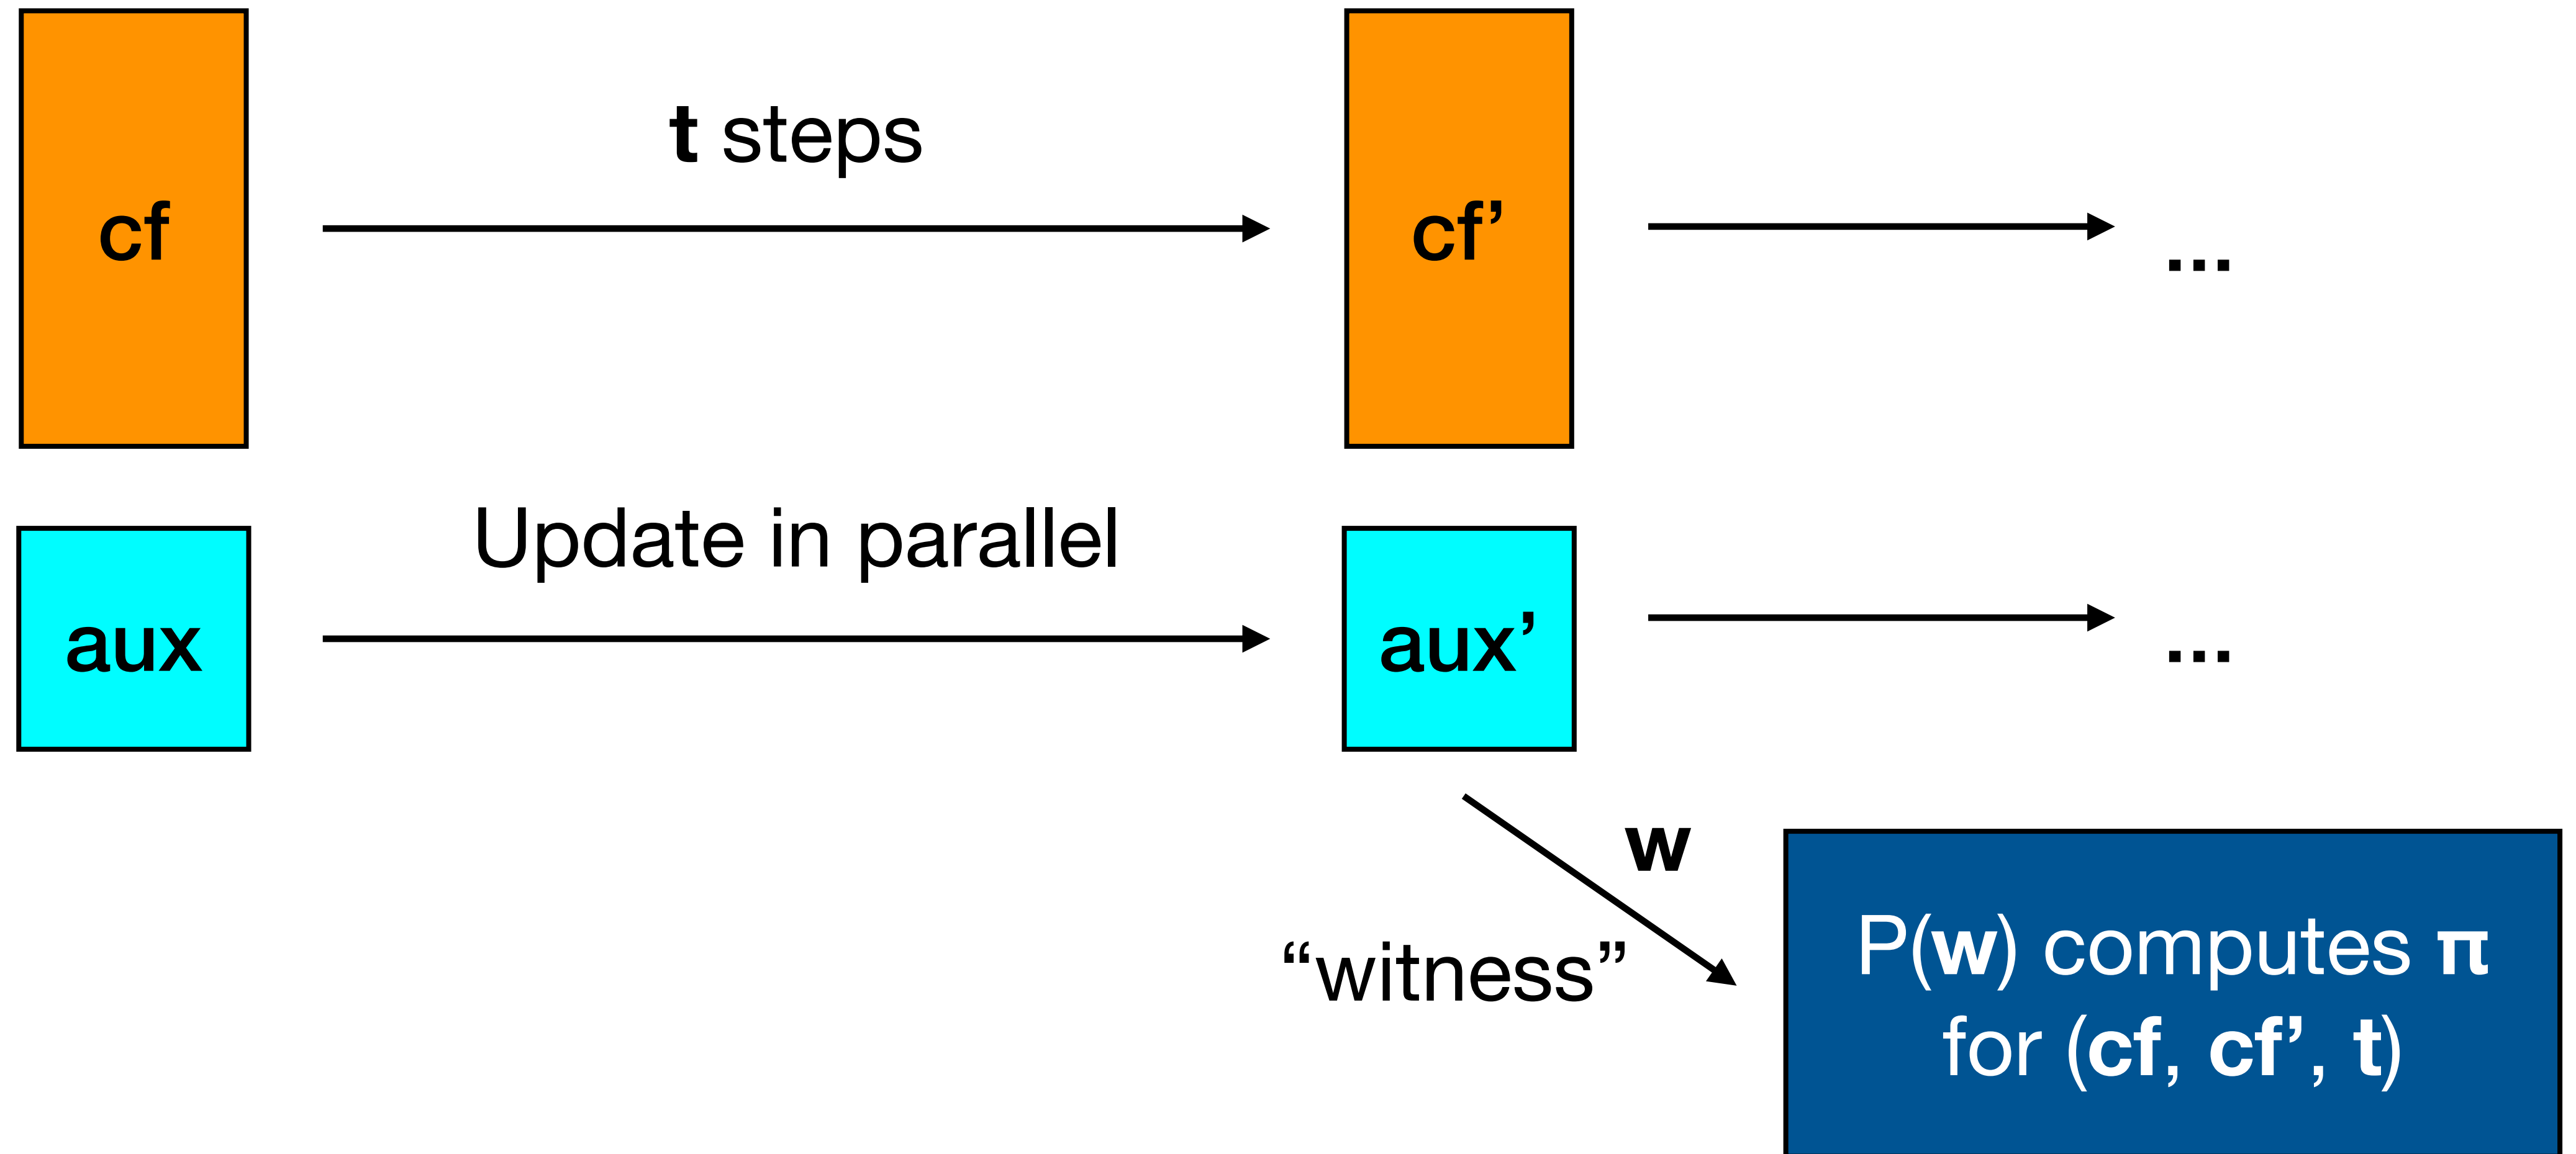 t steps
cf
cf’
...
Update in parallel
aux
aux’
...
w
“witness”
P(w) computes π
for (cf, cf’, t)